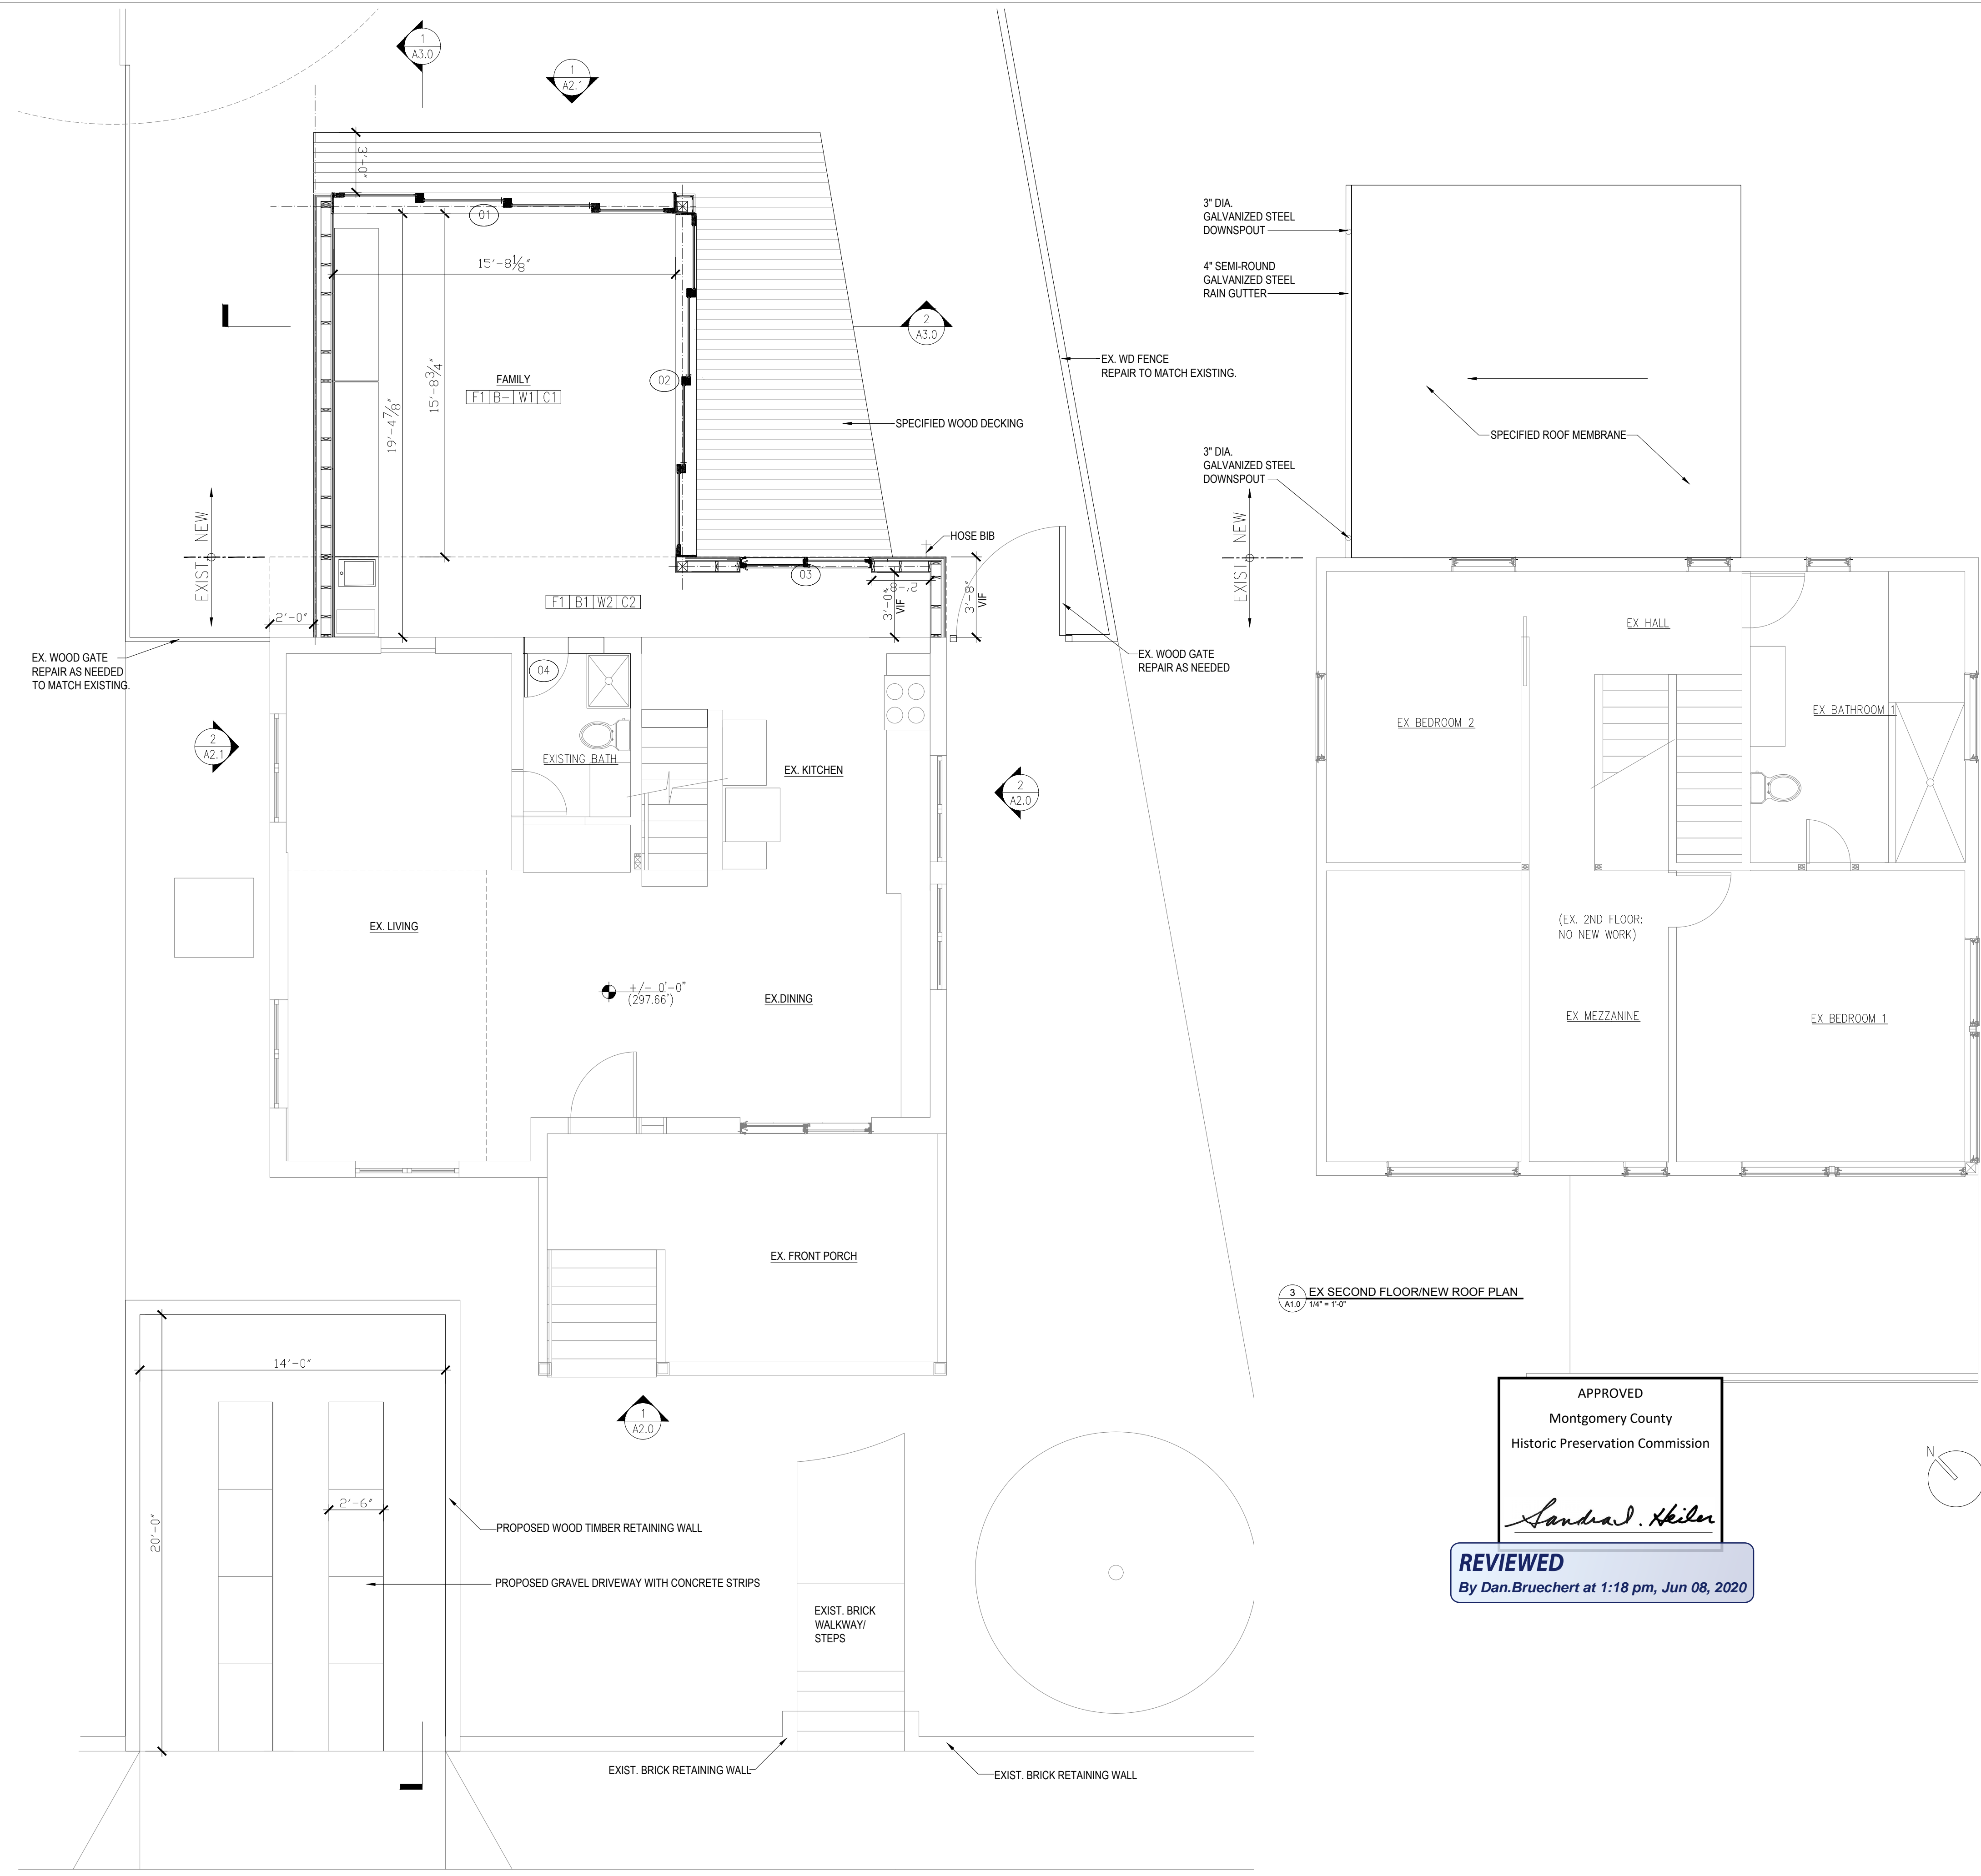 1
A3.0
1
A2.1
3'-0"
01
15'-8 1/8"
19'-4 7/8"
15'-8 3/4"
FAMILY
F1 B- W1 C1
02
2
A3.0
EX. WD FENCE
REPAIR TO MATCH EXISTING.
SPECIFIED WOOD DECKING
HOSE BIB
EXIST. NEW
03
2'-8"
3'-0"
VIF
3'-8"
VIF
F1 B1 W2 C2
2'-0"
EX. WOOD GATE
REPAIR AS NEEDED
TO MATCH EXISTING.
EX. WOOD GATE
REPAIR AS NEEDED
04
2
A2.1
EXISTING BATH
EX. KITCHEN
2
A2.0
EX. LIVING
+/- 0'-0"
(297.66')
EX.DINING
EX. FRONT PORCH
1
A2.0
14'-0"
20'-0"
2'-6"
PROPOSED WOOD TIMBER RETAINING WALL
PROPOSED GRAVEL DRIVEWAY WITH CONCRETE STRIPS
EXIST. BRICK
WALKWAY/
STEPS
EXIST. BRICK RETAINING WALL
EXIST. BRICK RETAINING WALL
3" DIA.
GALVANIZED STEEL
DOWNSPOUT
4" SEMI-ROUND
GALVANIZED STEEL
RAIN GUTTER
SPECIFIED ROOF MEMBRANE
3" DIA.
GALVANIZED STEEL
DOWNSPOUT
EXIST. NEW
EX HALL
EX BEDROOM 2
EX BATHROOM 1
(EX. 2ND FLOOR:
NO NEW WORK)
EX MEZZANINE
EX BEDROOM 1
3
A1.0
EX SECOND FLOOR/NEW ROOF PLAN
1/4" = 1'-0"
APPROVED
Montgomery County
Historic Preservation Commission
Sandra I. Heiler
N
REVIEWED
By Dan.Bruechert at 1:18 pm, Jun 08, 2020